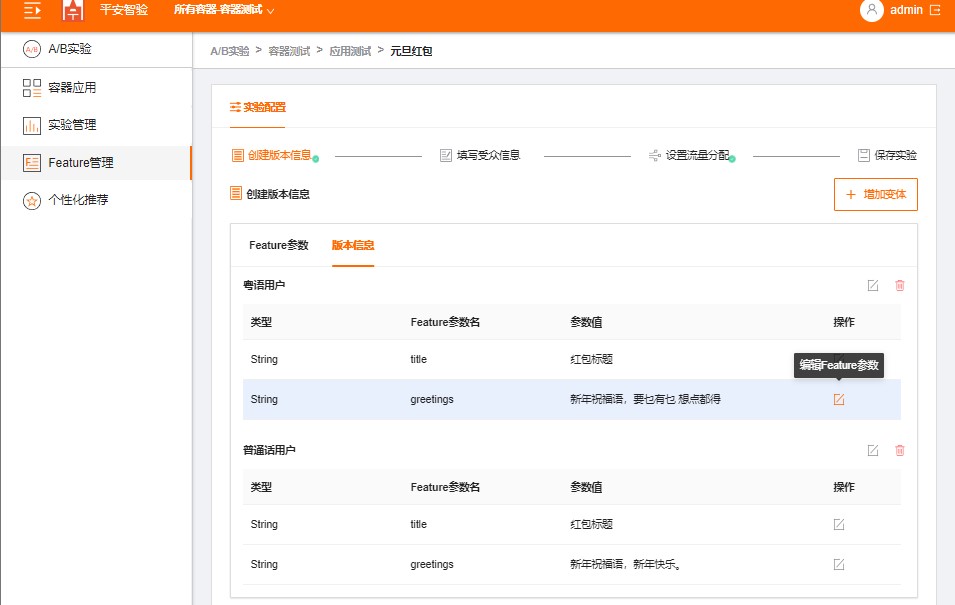 平安智验 所有容器-容器测试 admin
A/B A/B实验
容器应用
实验管理
Feature管理
个性化推荐
A/B实验 > 容器测试 > 应用测试 > 元旦红包
实验配置
创建版本信息 填写受众信息 设置流量分配 保存实验
创建版本信息 + 增加变体
Feature参数 版本信息
粤语用户
类型 Feature参数名 参数值 操作
String title 红包标题
编辑Feature参数
String greetings 新年祝福语，要乜有乜 想点都得
普通话用户
类型 Feature参数名 参数值 操作
String title 红包标题
String greetings 新年祝福语，新年快乐。